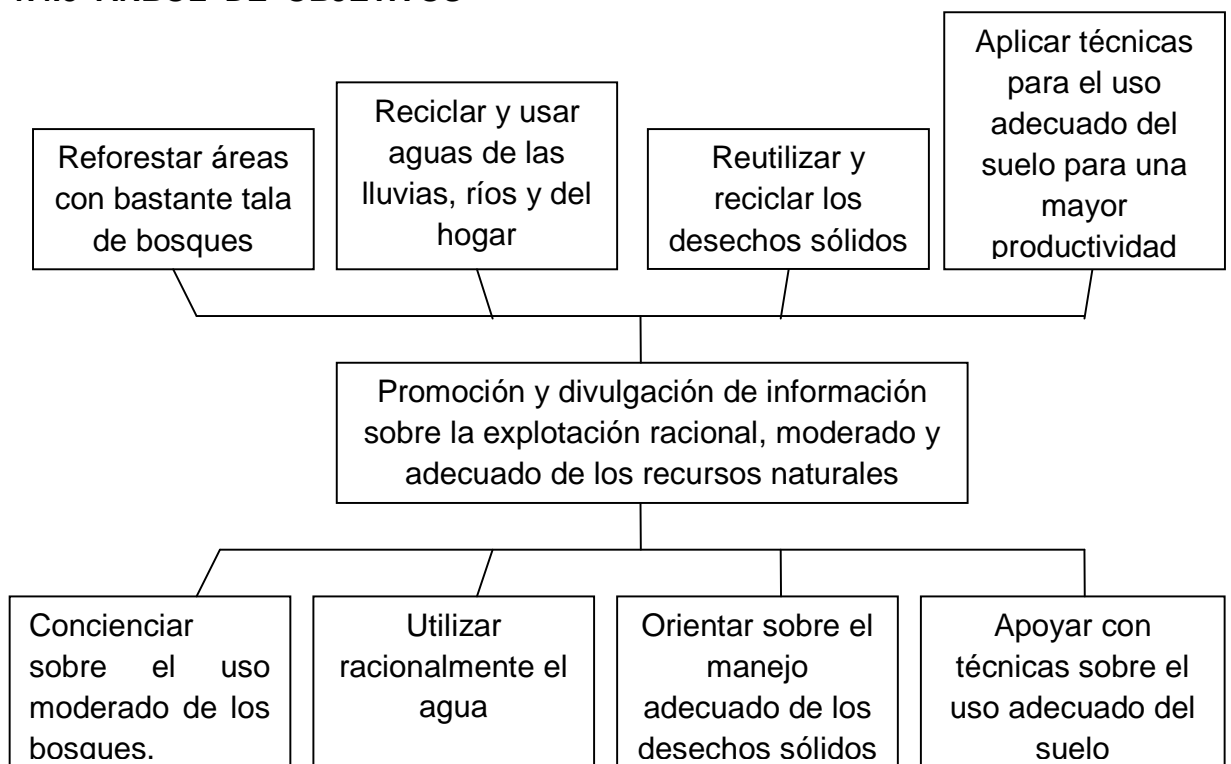 ÁRBOL DE OBJETIVOS
Aplicar técnicas
para el uso
adecuado del
suelo para una
mayor
productividad
Reciclar y usar
aguas de las
lluvias, ríos y del
hogar
Reforestar áreas
con bastante tala
de bosques
Reutilizar y
reciclar los
desechos sólidos
Promoción y divulgación de información
sobre la explotación racional, moderado y
adecuado de los recursos naturales
Concienciar
sobre el uso
moderado de los
bosques.
Utilizar
racionalmente el
agua
Orientar sobre el
manejo
adecuado de los
desechos sólidos
Apoyar con
técnicas sobre el
uso adecuado del
suelo